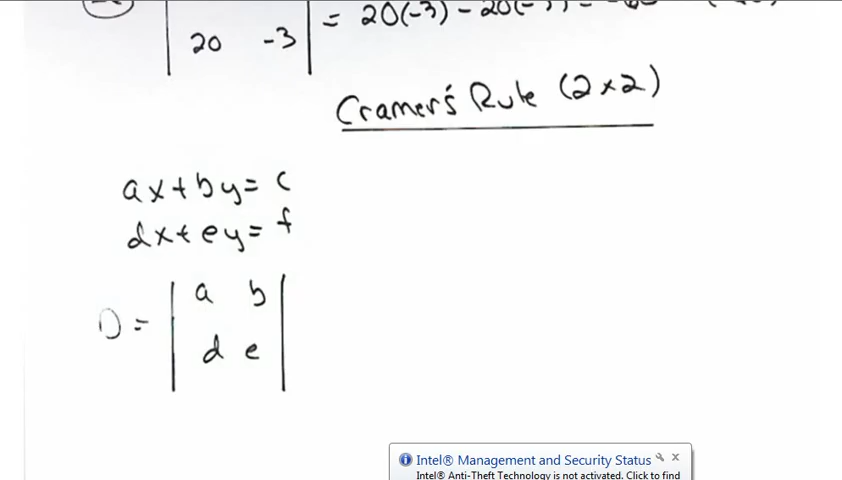 20 -3 = 20(-3) - 20(
Cramer's Rule (2x2)
ax+by= c
dx+ey= f
D= | a b |
| d e |
Intel® Management and Security Status
Intel® Anti-Theft Technology is not activated. Click to find